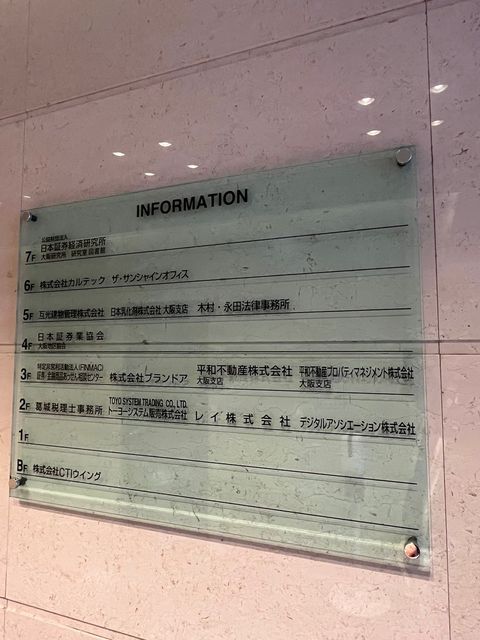 INFORMATION
公益財団法人
7F 日本証券経済研究所
大阪研究所 研究室 図書館
6F 株式会社カルテック ザ・サンシャインオフィス
5F 互光建物管理株式会社 日本乳化剤株式会社 大阪支店 木村・永田法律事務所
4F 日本証券業協会
大阪地区協会
特定非営利活動法人(FINMAC)
3F 証券・金融商品あっせん相談センター 株式会社ブランドア 平和不動産株式会社 大阪支店 平和不動産プロパティマネジメント株式会社 大阪支店
TOYO SYSTEM TRADING CO., LTD.
2F 葛城税理士事務所 トーヨーシステム販売株式会社 レイ株式会社 デジタルアソシエーション株式会社
1F
BF 株式会社CTIウイング